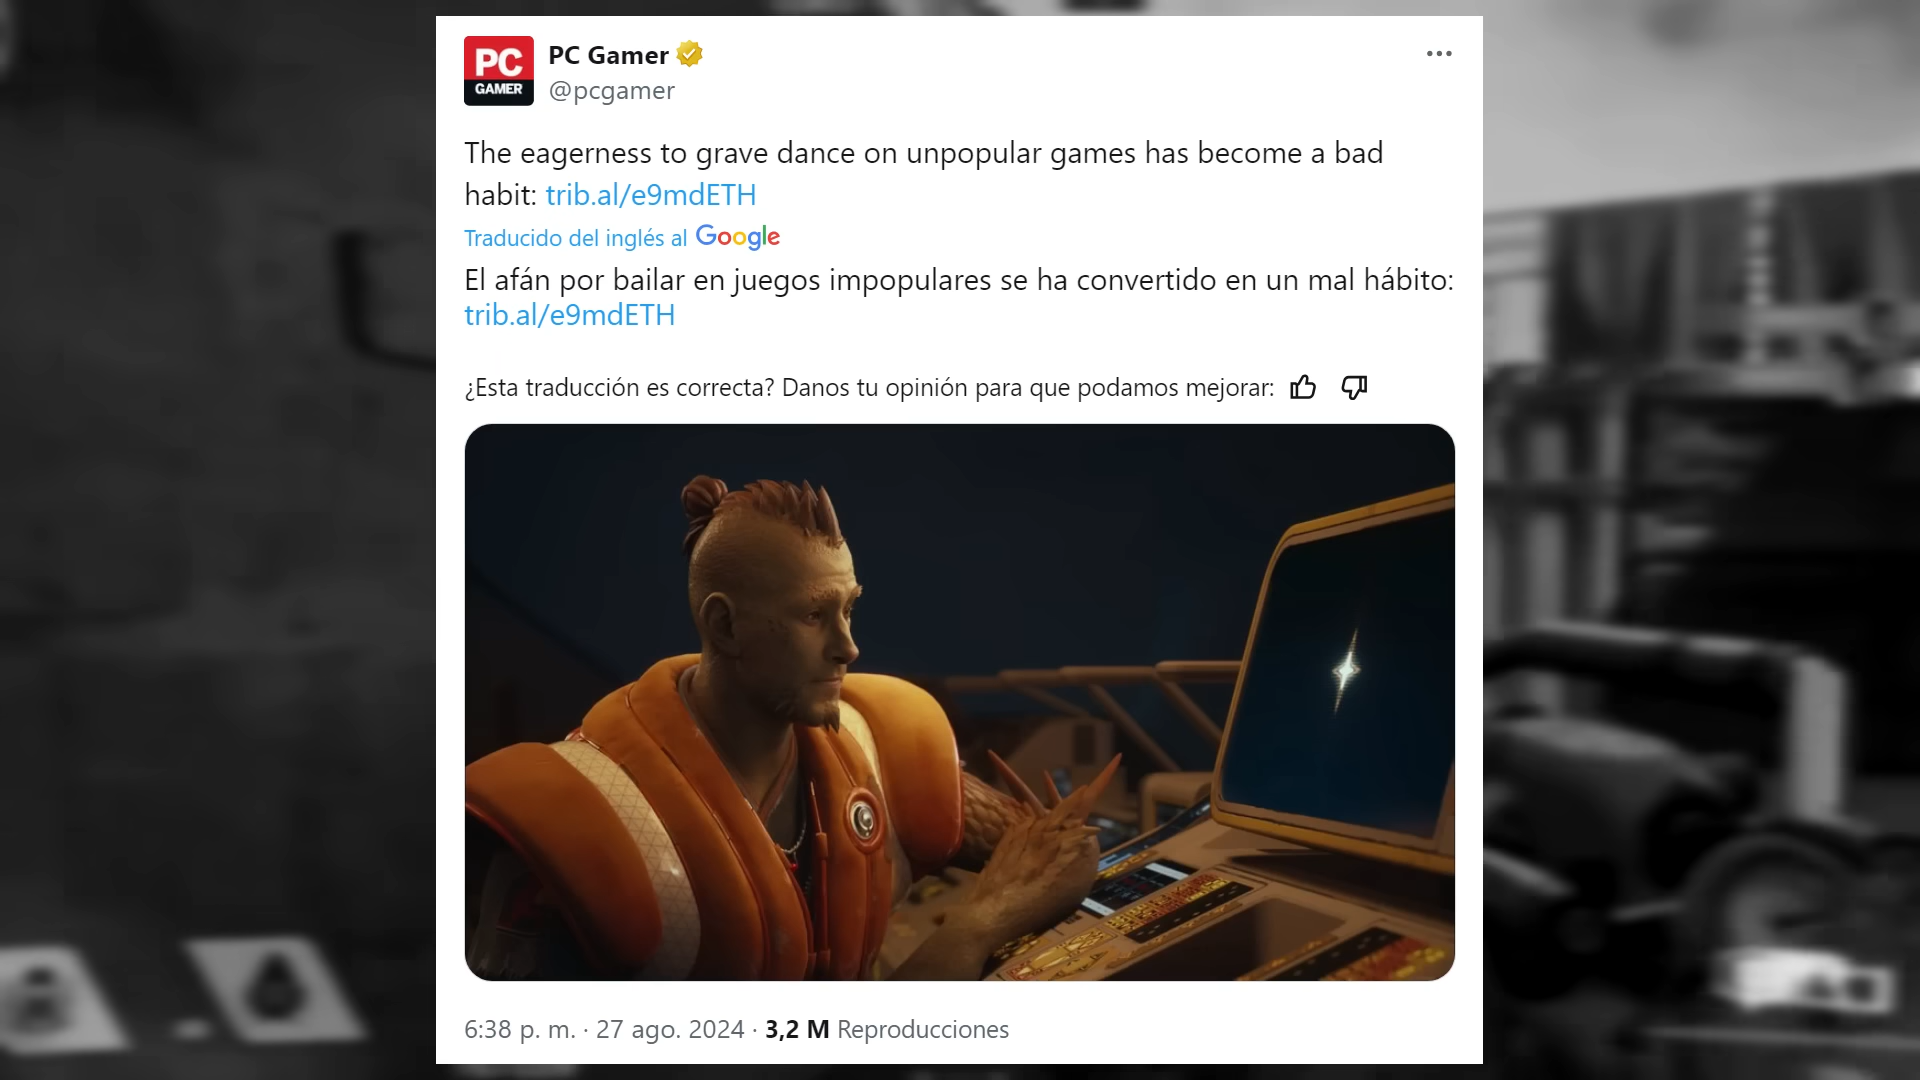 PC
GAMER
PC Gamer
@pcgamer
The eagerness to grave dance on unpopular games has become a bad
habit: trib.al/e9mdETH
Traducido del inglés al Google
El afán por bailar en juegos impopulares se ha convertido en un mal hábito:
trib.al/e9mdETH
¿Esta traducción es correcta? Danos tu opinión para que podamos mejorar:
6:38 p. m. · 27 ago. 2024 · 3,2 M Reproducciones